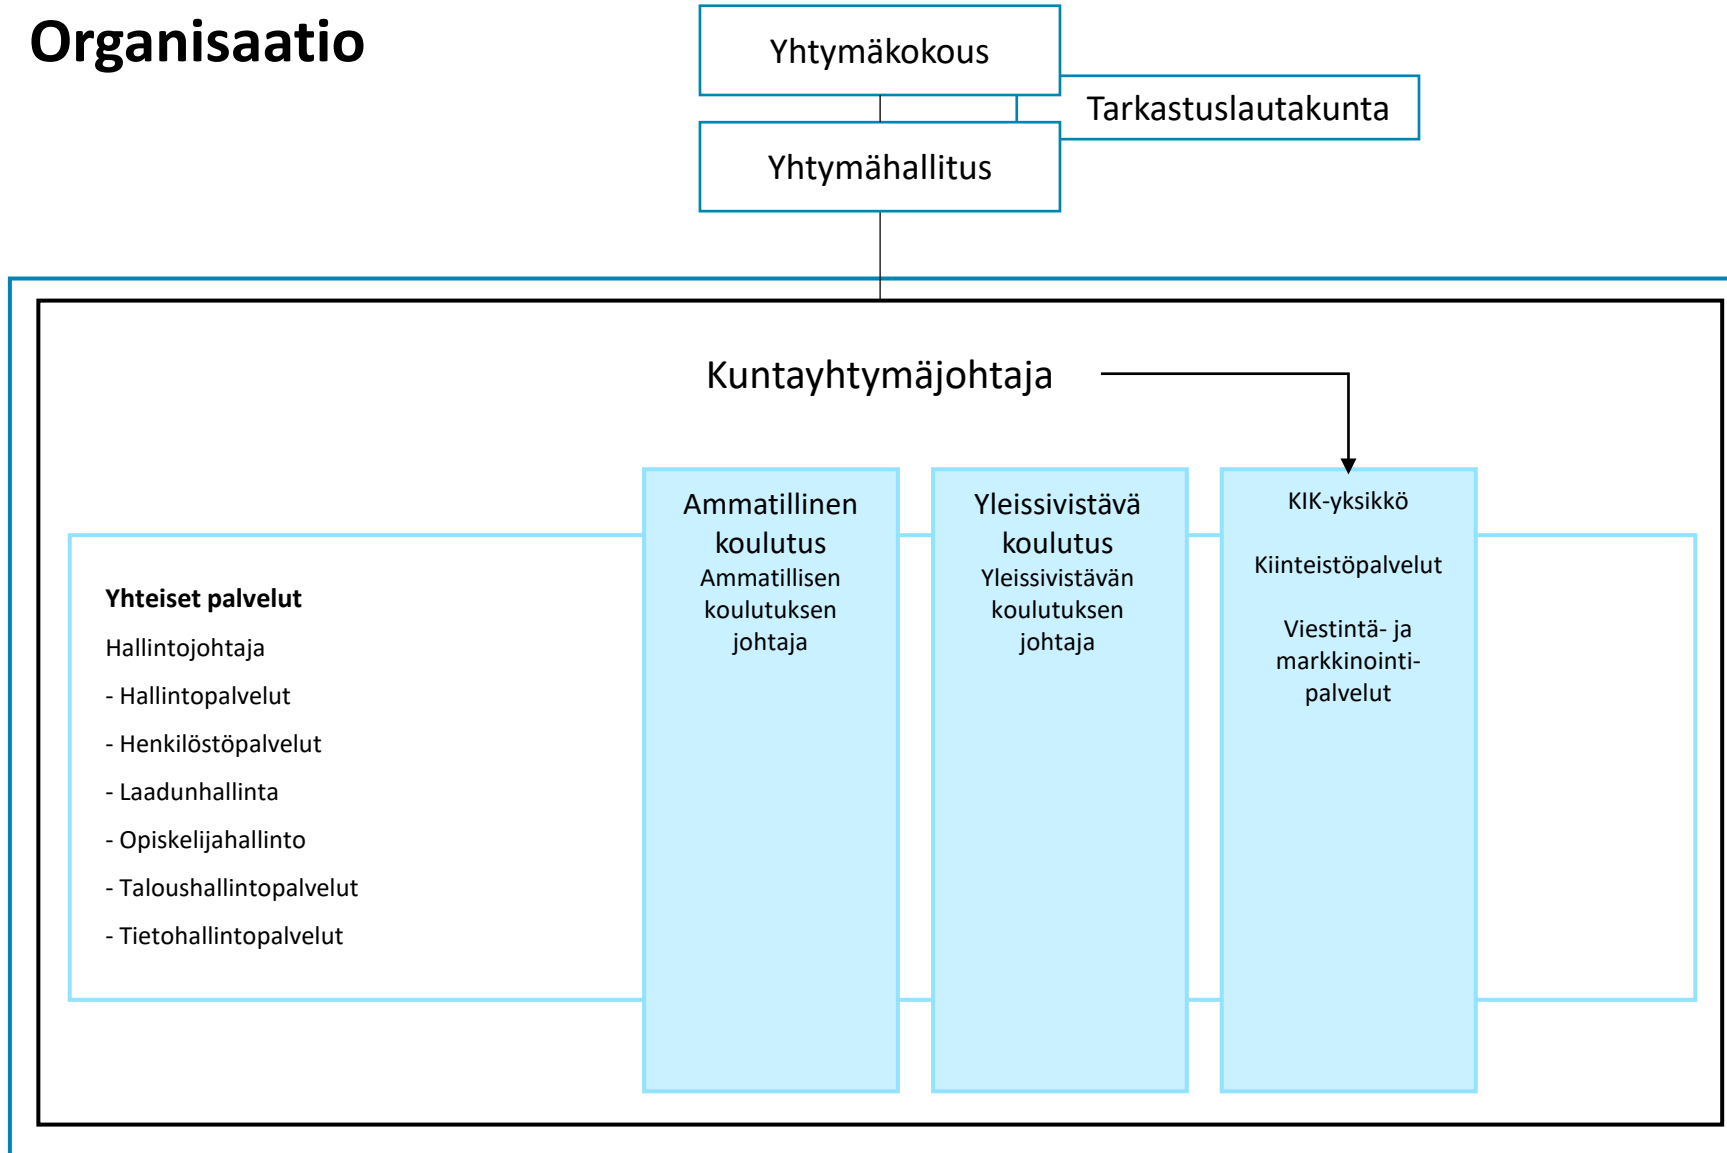 Organisaatio
Yhtymäkokous
Tarkastuslautakunta
Yhtymähallitus
Kuntayhtymäjohtaja
Yhteiset palvelut
Hallintojohtaja
- Hallintopalvelut
- Henkilöstöpalvelut
- Laadunhallinta
- Opiskelijahallinto
- Taloushallintopalvelut
- Tietohallintopalvelut
Ammatillinen
koulutus
Ammatillisen
koulutuksen
johtaja
Yleissivistävä
koulutus
Yleissivistävän
koulutuksen
johtaja
KIK-yksikkö
Kiinteistöpalvelut
Viestintä- ja
markkinointi-
palvelut